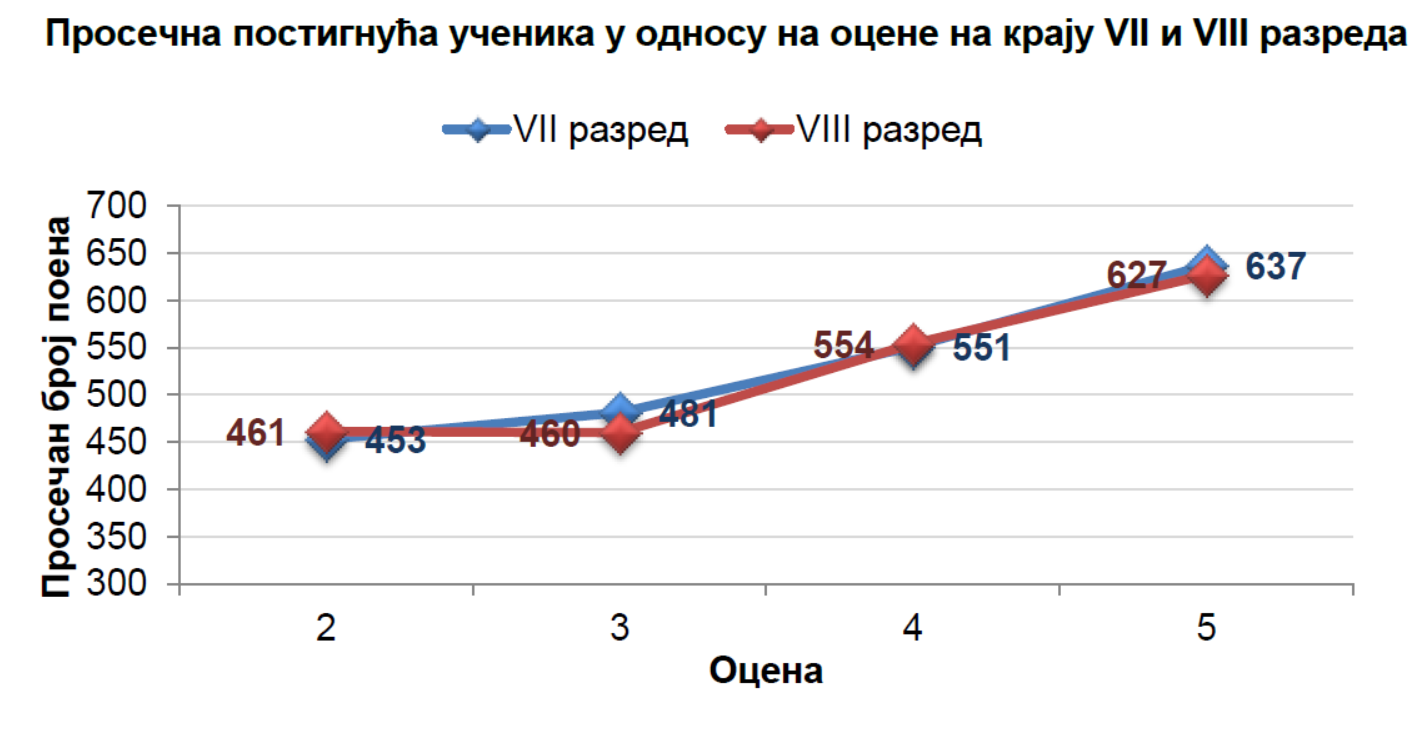 Просечна постигнућа ученика у односу на оцене на крају VII и VIII разреда
VII разред VIII разред
Просечан број поена
700
650
600
550
500
450
400
350
300
461 453
460 481
554 551
627 637
2 3 4 5
Оцена